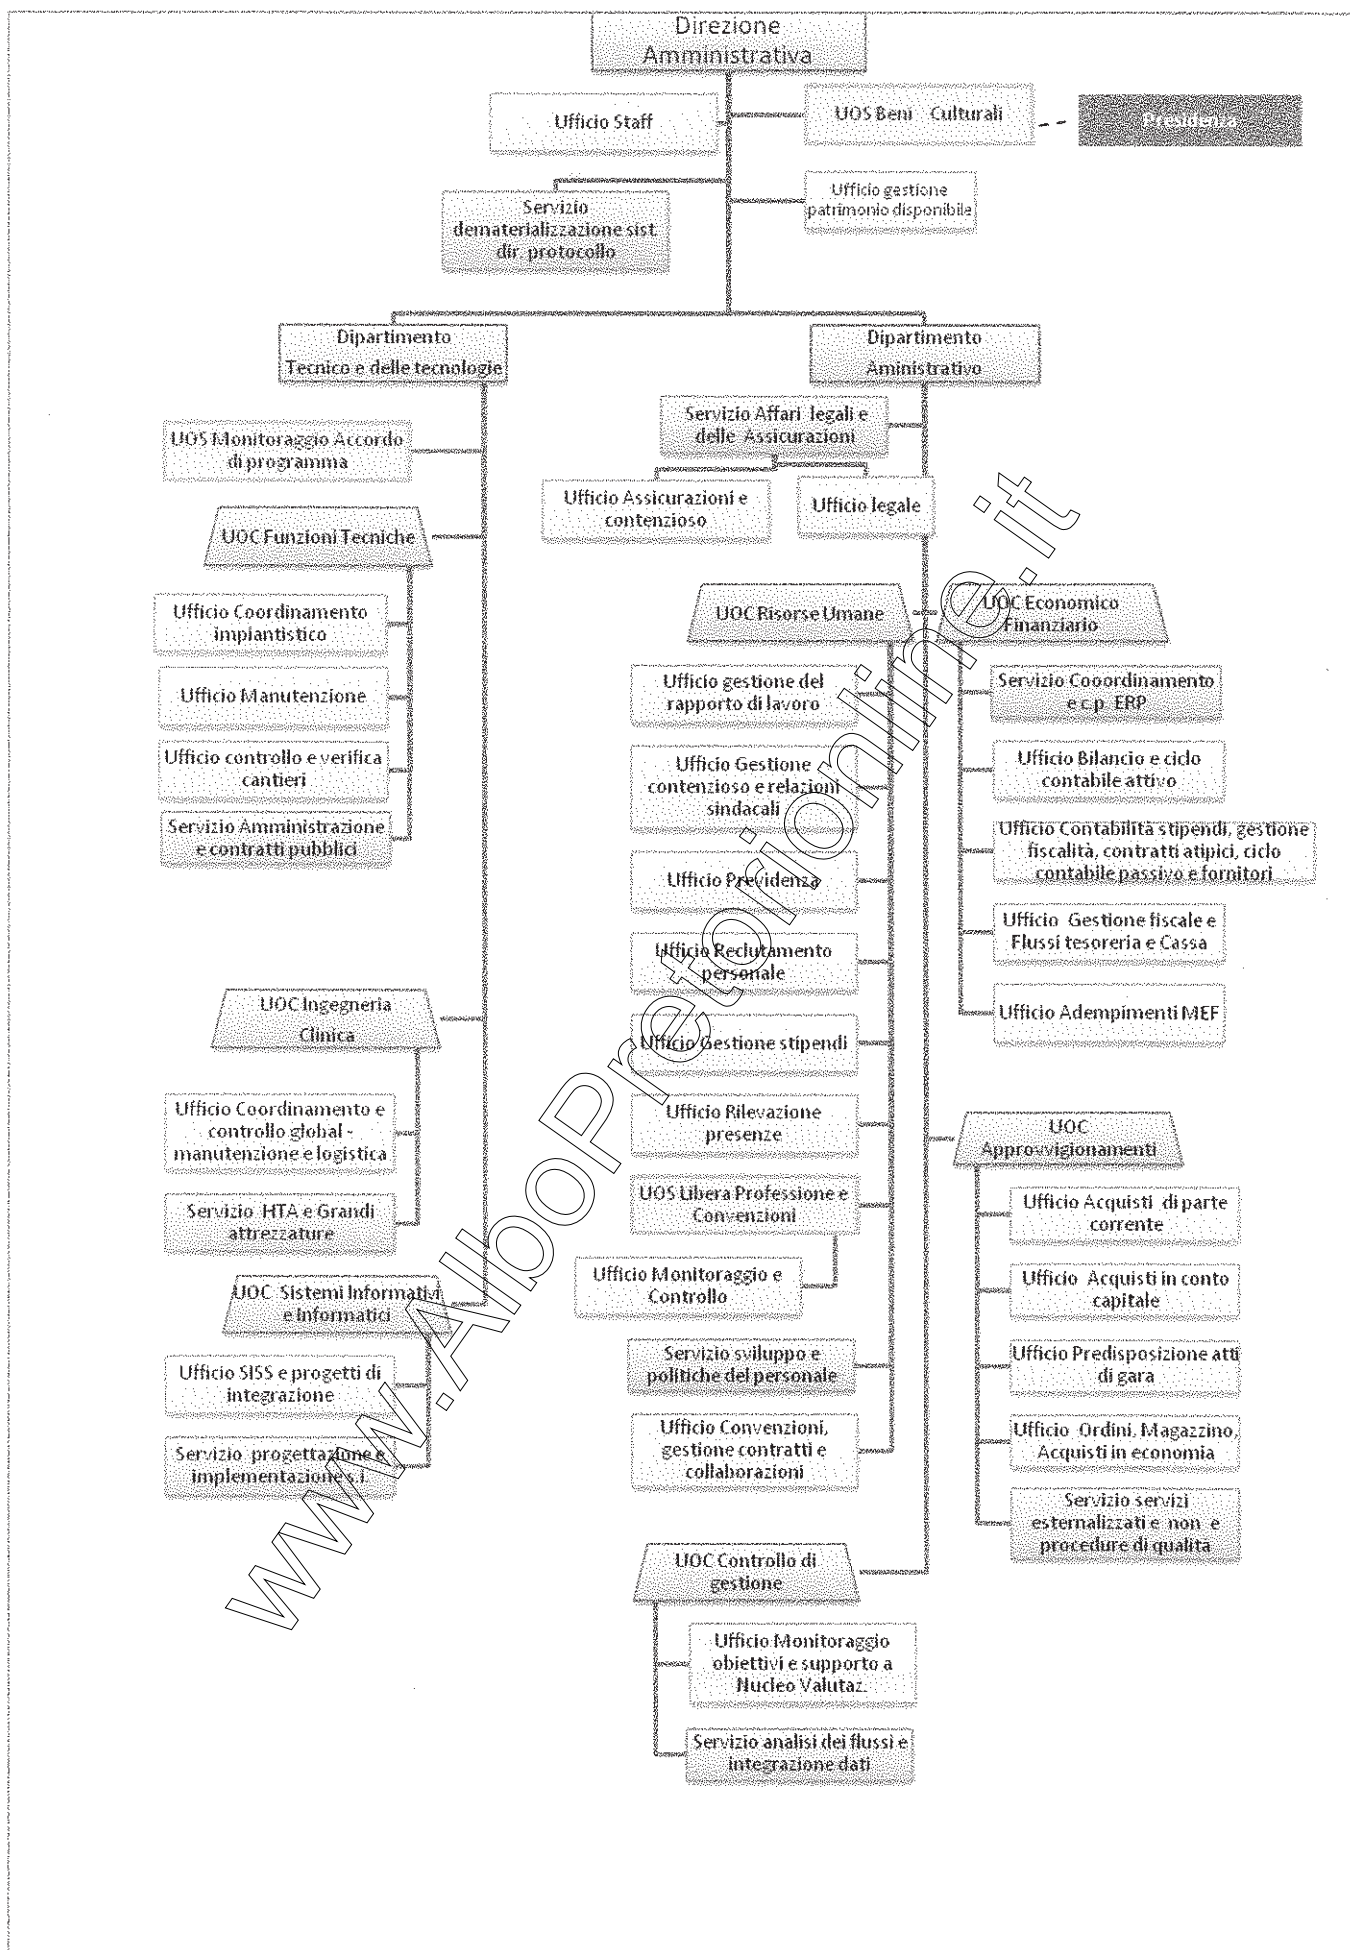 Direzione
Amministrativa
Ufficio Staff
UOS Beni Culturali
Presidenza
Servizio
dematerializzazione sist.
dir. protocollo
Ufficio gestione
patrimonio disponibile
Dipartimento
Tecnico e delle tecnologie
Dipartimento
Aministrativo
UOS Monitoraggio Accordo
di programma
Servizio Affari legali e
delle Assicurazioni
Ufficio Assicurazioni e
contenzioso
Ufficio legale
UOC Funzioni Tecniche
Ufficio Coordinamento
impiantistico
Ufficio Manutenzione
Ufficio controllo e verifica
cantieri
Servizio Amministrazione
e contratti pubblici
UOC Ingegneria
Clinica
Ufficio Coordinamento e
controllo global -
manutenzione e logistica
Servizio HTA e Grandi
attrezzature
UOC Sistemi Informativi
e Informatici
Ufficio SISS e progetti di
integrazione
Servizio progettazione e
implementazione s.i.
UOC Risorse Umane
Ufficio gestione del
rapporto di lavoro
Ufficio Gestione
contenzioso e relazioni
sindacali
Ufficio Previdenza
Ufficio Reclutamento
personale
Ufficio Gestione stipendi
Ufficio Rilevazione
presenze
UOS Libera Professione e
Convenzioni
Ufficio Monitoraggio e
Controllo
Servizio sviluppo e
politiche del personale
Ufficio Convenzioni,
gestione contratti e
collaborazioni
UOC Economico
Finanziario
Servizio Cooordinamento
e c.p. ERP
Ufficio Bilancio e ciclo
contabile attivo
Ufficio Contabilità stipendi, gestione
fiscalità, contratti atipici, ciclo
contabile passivo e fornitori
Ufficio Gestione fiscale e
Flussi tesoreria e Cassa
Ufficio Adempimenti MEF
UOC
Approvvigionamenti
Ufficio Acquisti di parte
corrente
Ufficio Acquisti in conto
capitale
Ufficio Predisposizione atti
di gara
Ufficio Ordini, Magazzino,
Acquisti in economia
Servizio servizi
esternalizzati e non e
procedure di qualita
UOC Controllo di
gestione
Ufficio Monitoraggio
obiettivi e supporto a
Nucleo Valutaz.
Servizio analisi dei flussi e
integrazione dati
www.AlboPretorionline.it